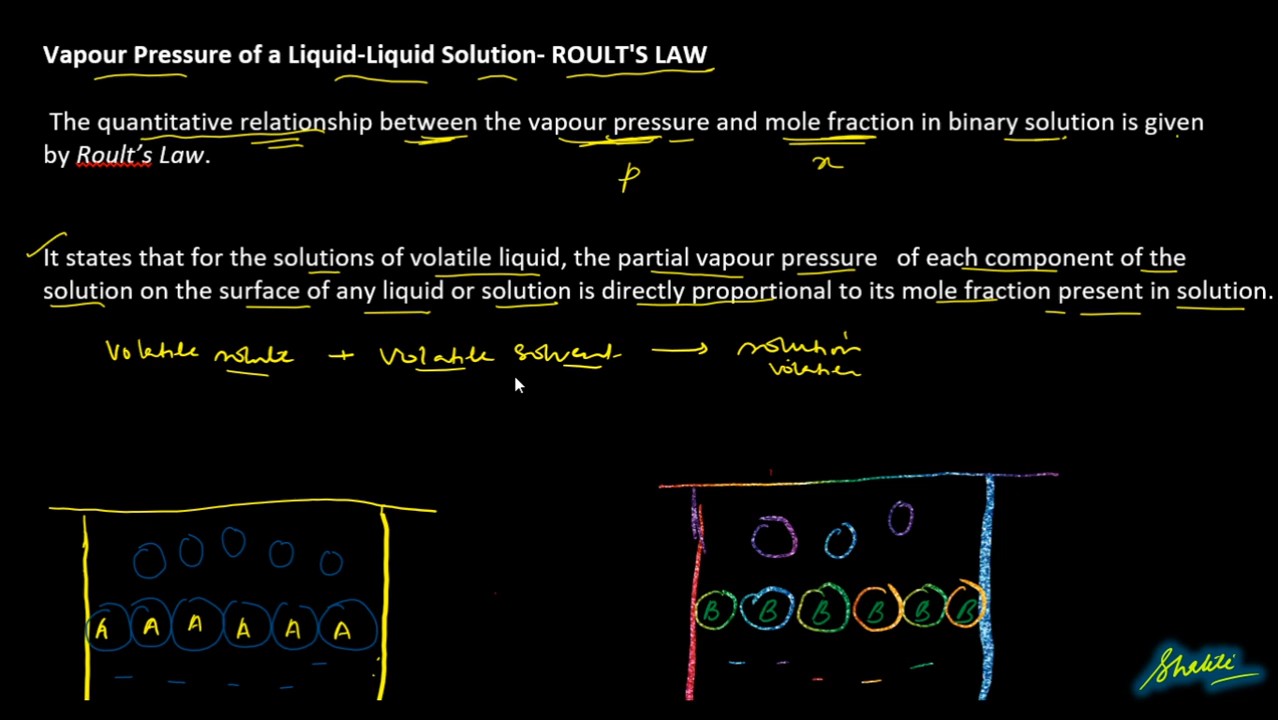 Vapour Pressure of a Liquid-Liquid Solution- ROULT'S LAW
The quantitative relationship between the vapour pressure and mole fraction in binary solution is given
by Roult's Law.
p x
It states that for the solutions of volatile liquid, the partial vapour pressure of each component of the
solution on the surface of any liquid or solution is directly proportional to its mole fraction present in solution.
Volatile solute + volatile solvent → solution
A A A A A A
B B B B B B